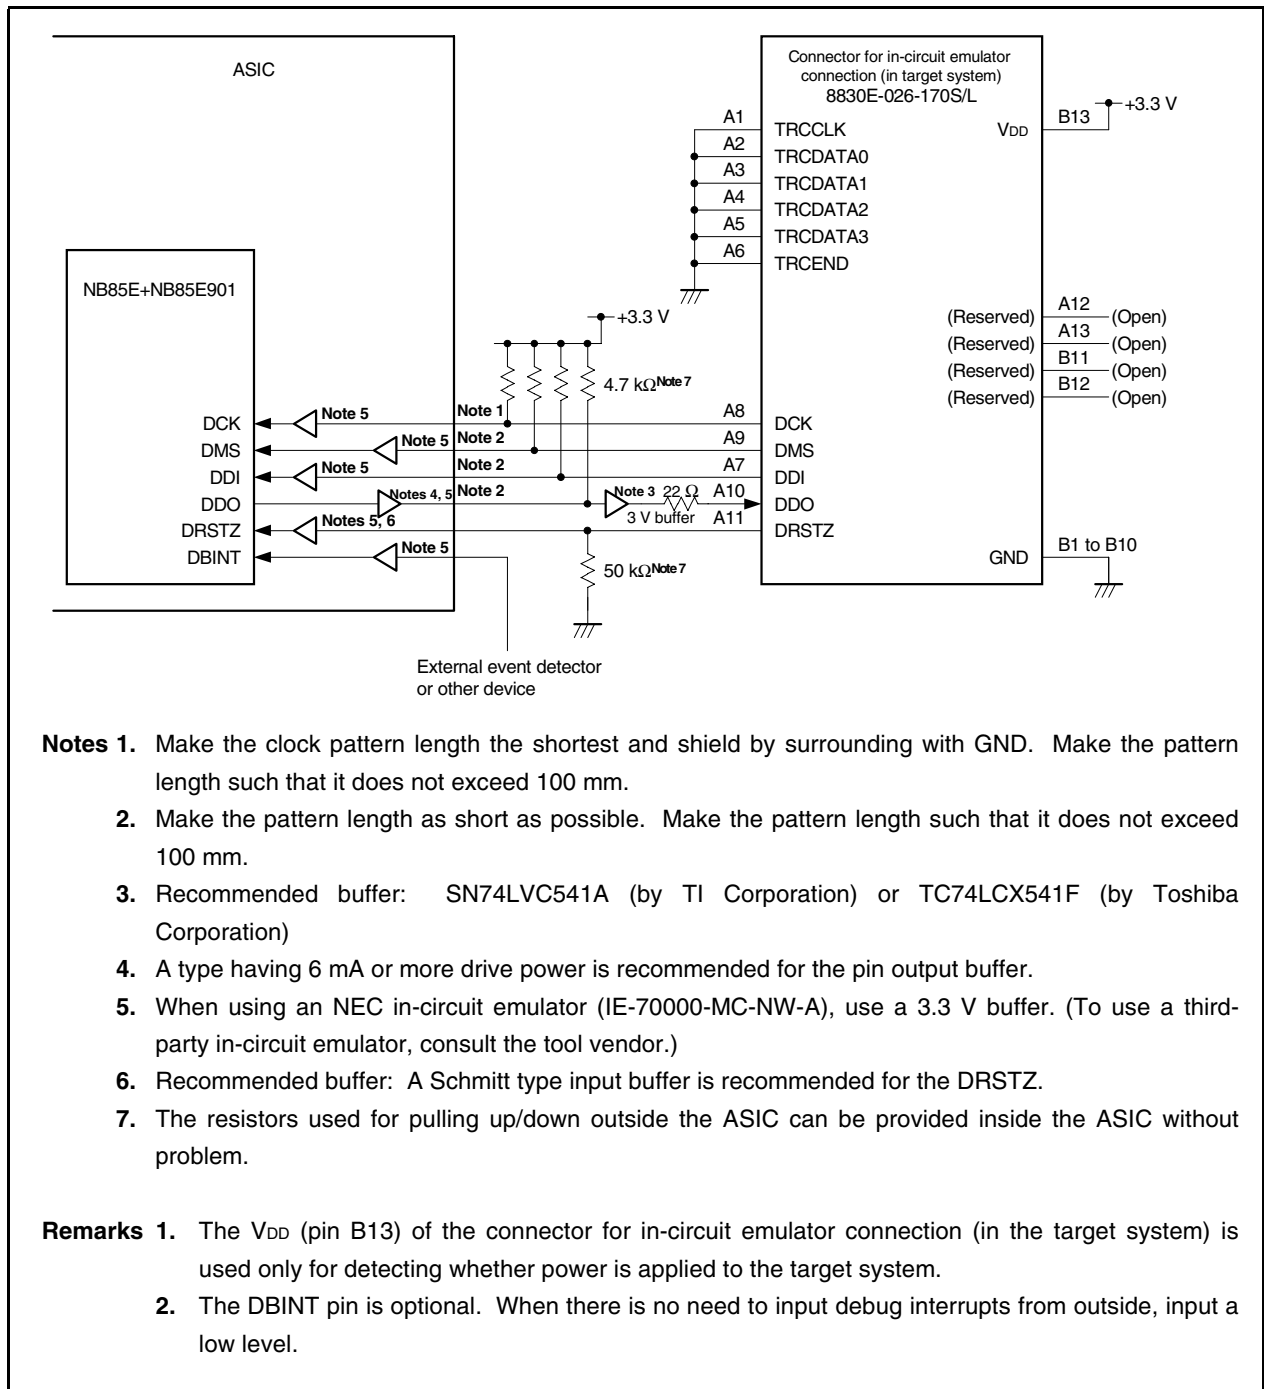 ASIC
Connector for in-circuit emulator
connection (in target system)
8830E-026-170S/L
A1
TRCCLK
A2
TRCDATA0
A3
TRCDATA1
A4
TRCDATA2
A5
TRCDATA3
A6
TRCEND
VDD
B13
+3.3 V
(Reserved)
A12
(Open)
(Reserved)
A13
(Open)
(Reserved)
B11
(Open)
(Reserved)
B12
(Open)
NB85E+NB85E901
+3.3 V
4.7 kΩNote 7
DCK
Note 5
Note 1
A8
DCK
DMS
Note 5
Note 2
A9
DMS
DDI
Note 5
Note 2
A7
DDI
DDO
Notes 4, 5
Note 2
Note 3
22 Ω
3 V buffer
A10
DDO
DRSTZ
Notes 5, 6
A11
DRSTZ
DBINT
Note 5
50 kΩNote 7
GND
B1 to B10
External event detector
or other device
Notes 1. Make the clock pattern length the shortest and shield by surrounding with GND. Make the pattern
length such that it does not exceed 100 mm.
2. Make the pattern length as short as possible. Make the pattern length such that it does not exceed
100 mm.
3. Recommended buffer: SN74LVC541A (by TI Corporation) or TC74LCX541F (by Toshiba
Corporation)
4. A type having 6 mA or more drive power is recommended for the pin output buffer.
5. When using an NEC in-circuit emulator (IE-70000-MC-NW-A), use a 3.3 V buffer. (To use a third-
party in-circuit emulator, consult the tool vendor.)
6. Recommended buffer: A Schmitt type input buffer is recommended for the DRSTZ.
7. The resistors used for pulling up/down outside the ASIC can be provided inside the ASIC without
problem.
Remarks 1. The VDD (pin B13) of the connector for in-circuit emulator connection (in the target system) is
used only for detecting whether power is applied to the target system.
2. The DBINT pin is optional. When there is no need to input debug interrupts from outside, input a
low level.